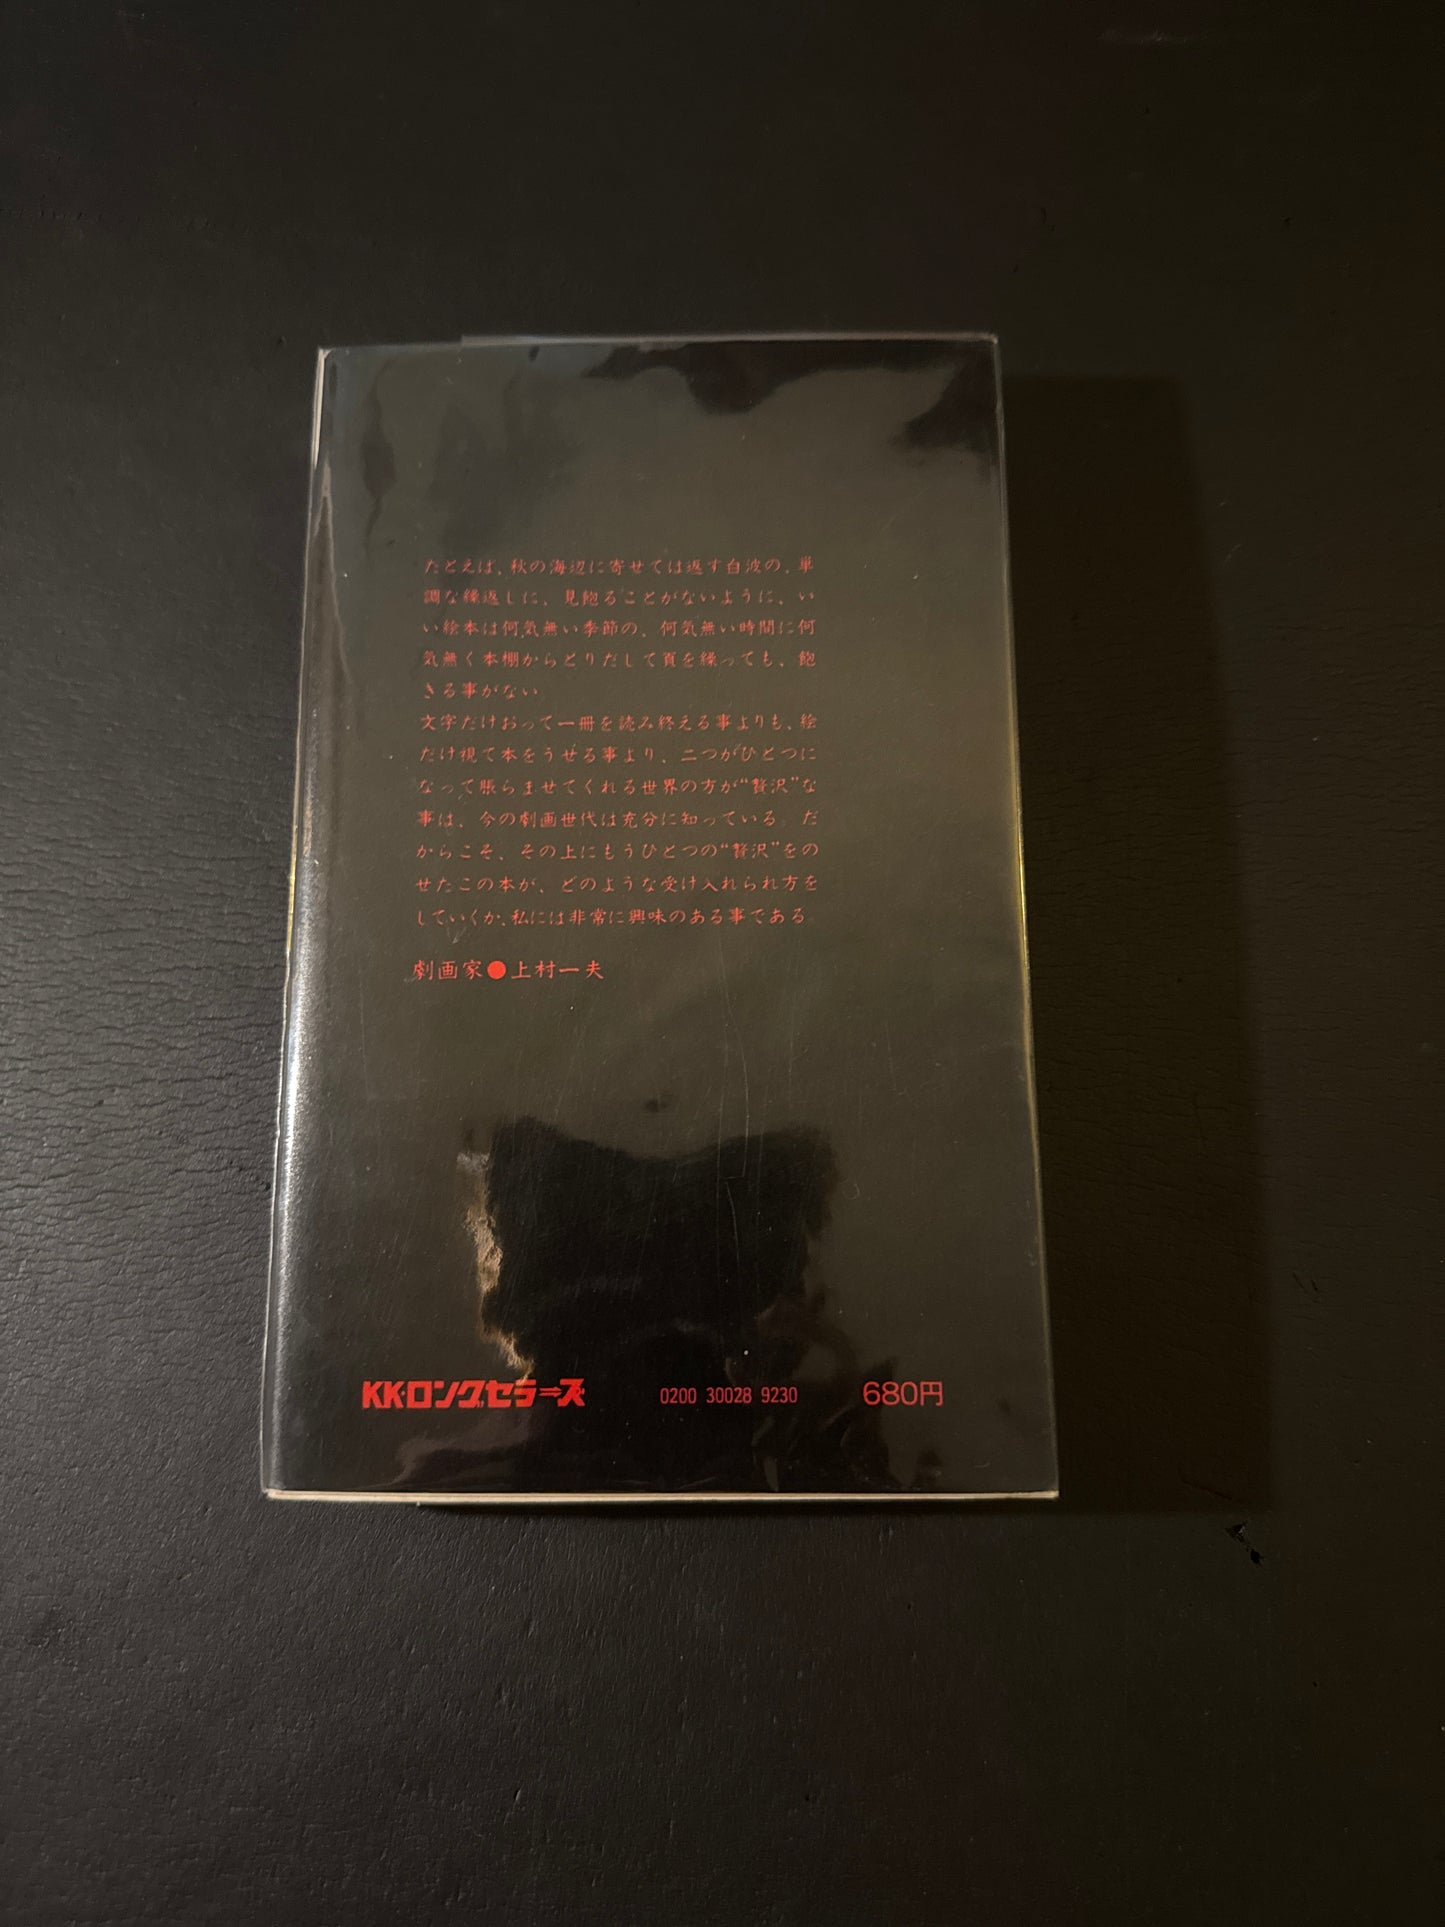 たとえば、秋の海辺に寄せては返す白波の、単
調な繰返しに、見飽ることがないように、い
い絵本は何気無い季節の、何気無い時間に何
気無く本棚からとりだして頁を繰っても、飽
きる事がない。
文字だけおって一冊を読み終える事よりも、絵
だけ視て本をうせる事より、二つがひとつに
なって脹らませてくれる世界の方が“贅沢”な
事は、今の劇画世代は充分に知っている。だ
からこそ、その上にもうひとつの“贅沢”をの
せたこの本が、どのような受け入れられ方を
していくか、私には非常に興味のある事である。
劇画家●上村一夫
KK・ロングセラーズ 0200 30028 9230 680円